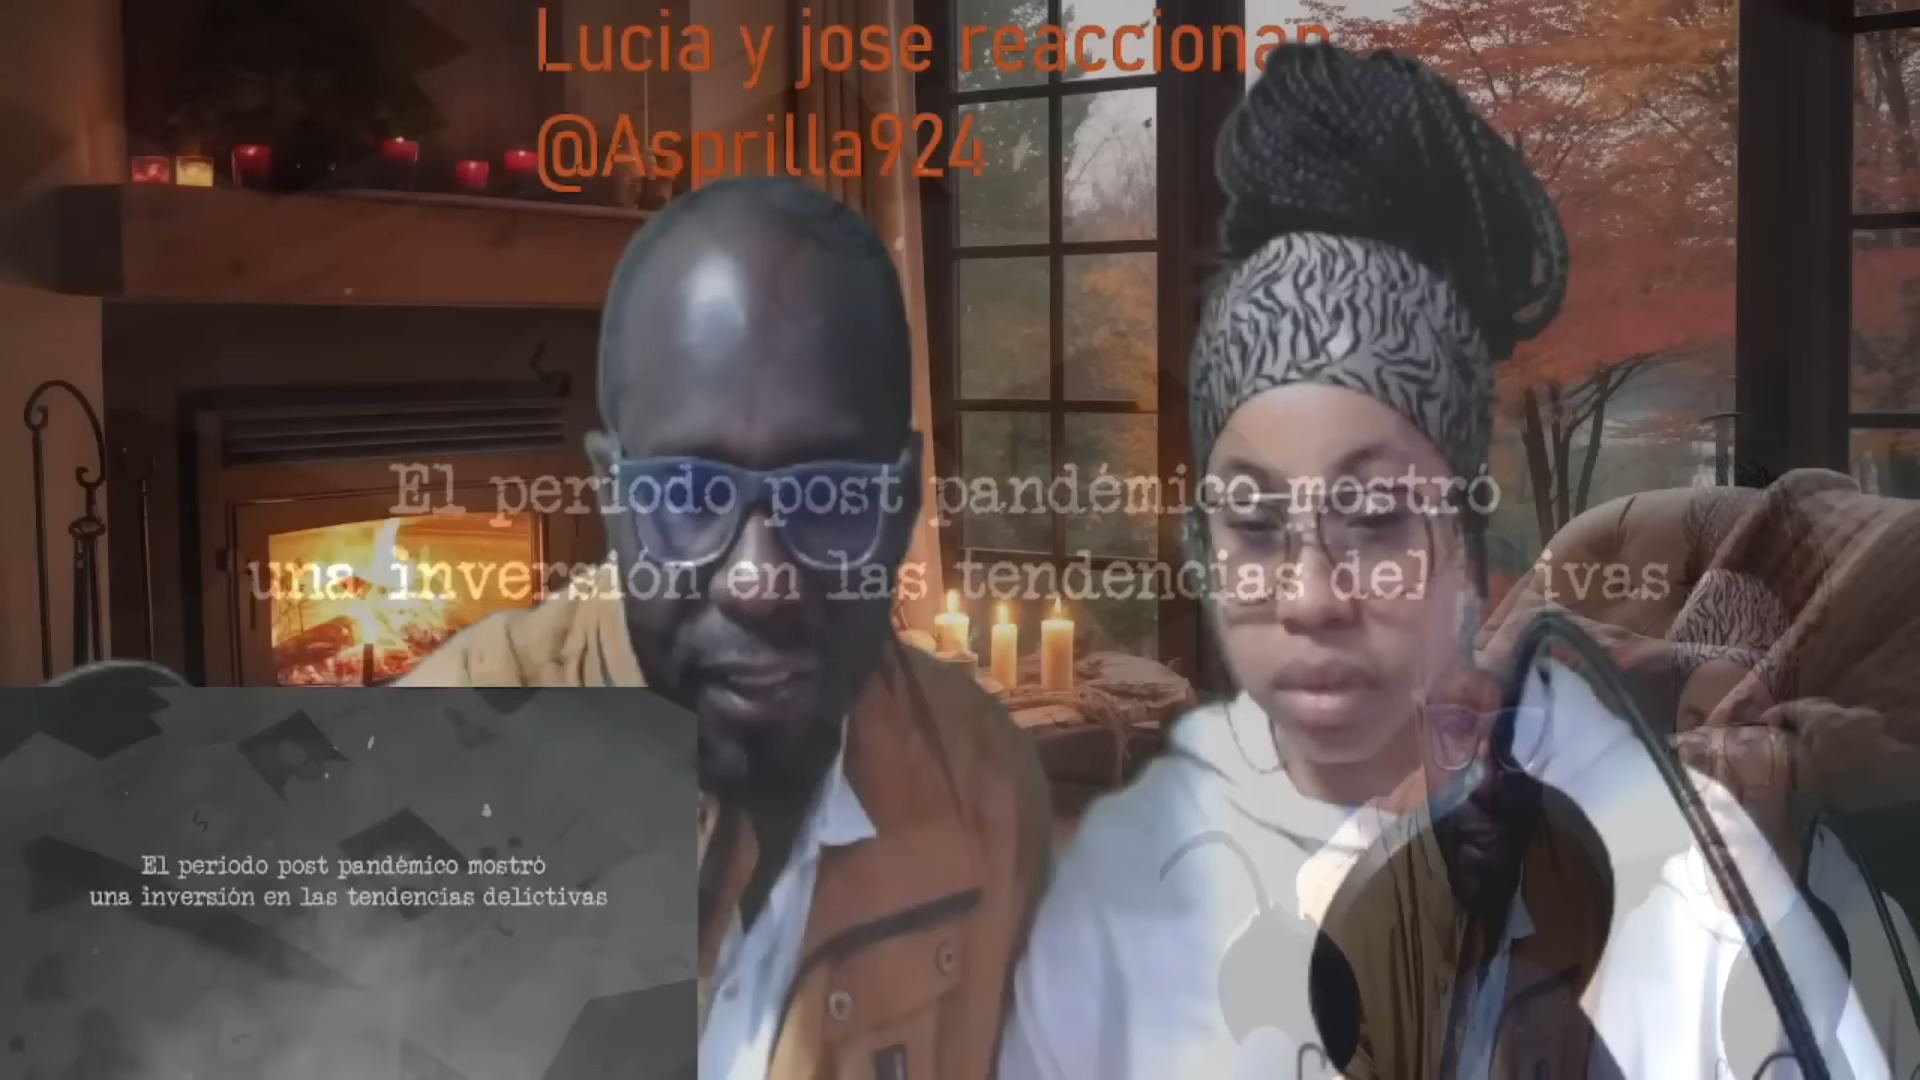 Lucia y jose reaccionan
@Asprilla924
El periodo post pandémico mostró
una inversión en las tendencias del ivas
El periodo post pandémico mostró
una inversión en las tendencias delictivas